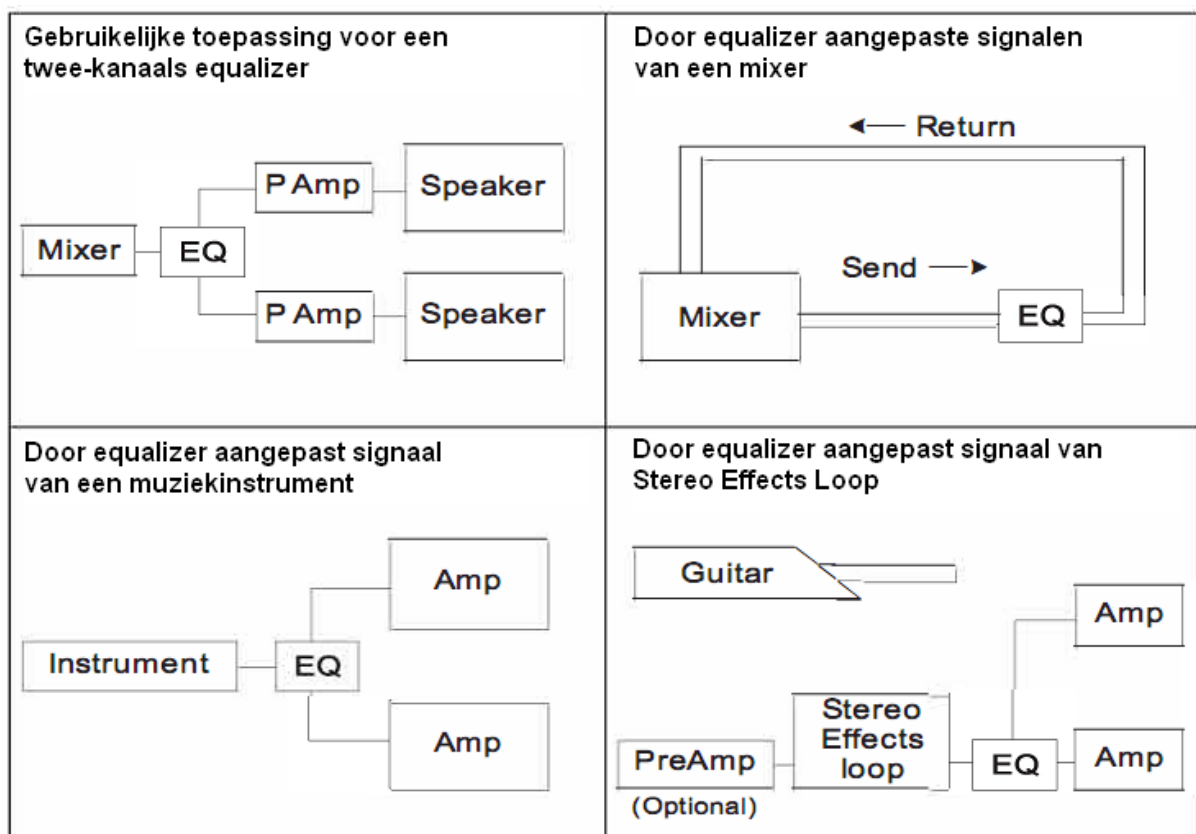 Gebruikelijke toepassing voor een
twee-kanaals equalizer
P Amp
Speaker
Mixer
EQ
P Amp
Speaker
Door equalizer aangepaste signalen
van een mixer
Return
Send
Mixer
EQ
Door equalizer aangepast signaal
van een muziekinstrument
Amp
Instrument
EQ
Amp
Door equalizer aangepast signaal van
Stereo Effects Loop
Guitar
Amp
Stereo
Effects
loop
PreAmp
EQ
Amp
(Optional)